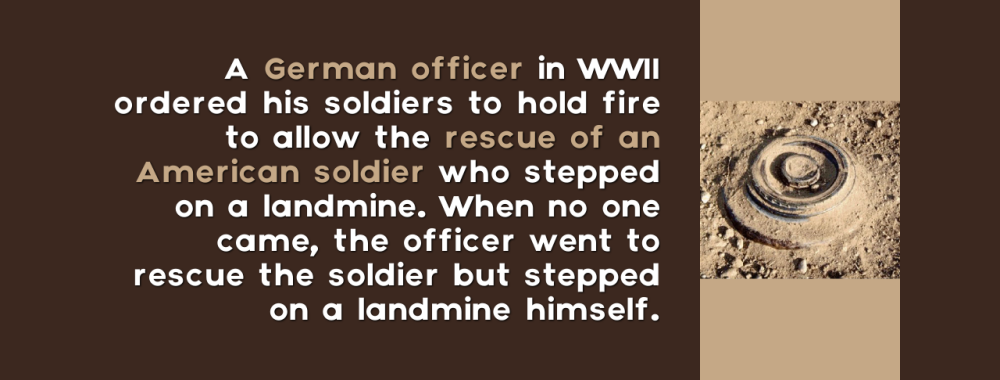 A German officer in WWII
ordered his soldiers to hold fire
to allow the rescue of an
American soldier who stepped
on a landmine. When no one
came, the officer went to
rescue the soldier but stepped
on a landmine himself.